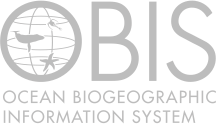 OBIS
OCEAN BIOGEOGRAPHIC
INFORMATION SYSTEM